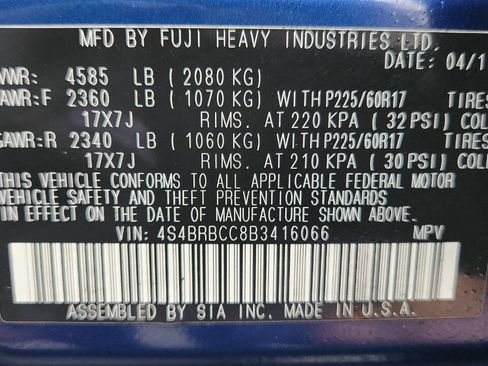 MFD BY FUJI HEAVY INDUSTRIES LTD.
DATE: 04/1
VWR: 4585 LB (2080 KG)
AWR:F 2360 LB (1070 KG) WITH P225/60R17 TIRES
17X7J RIMS. AT 220 KPA (32 PSI) COL
GAWR:R 2340 LB (1060 KG) WITH P225/60R17 TIRES
17X7J RIMS. AT 210 KPA (30 PSI) COL
THIS VEHICLE CONFORMS TO ALL APPLICABLE FEDERAL MOTOR
VEHICLE SAFETY AND THEFT PREVENTION STANDARDS
IN EFFECT ON THE DATE OF MANUFACTURE SHOWN ABOVE.
VIN: 4S4BRBCC8B3416066 MPV
ASSEMBLED BY SIA INC. MADE IN U.S.A.